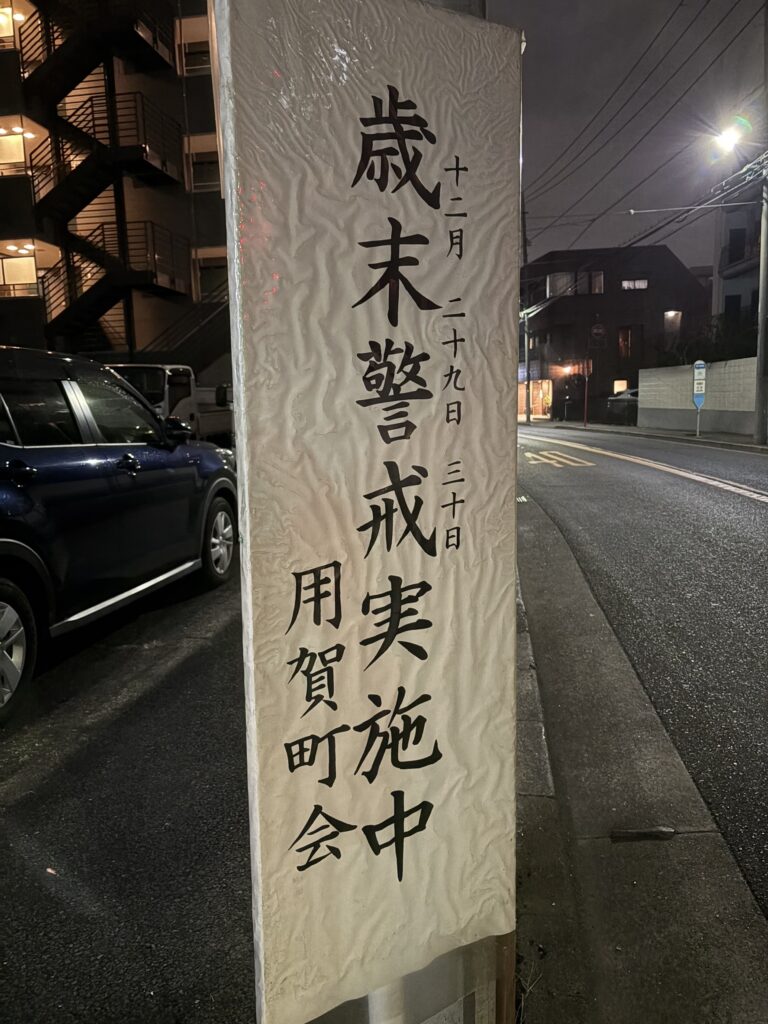 十二月 二十九日 三十日
歳末警戒実施中
用賀町会